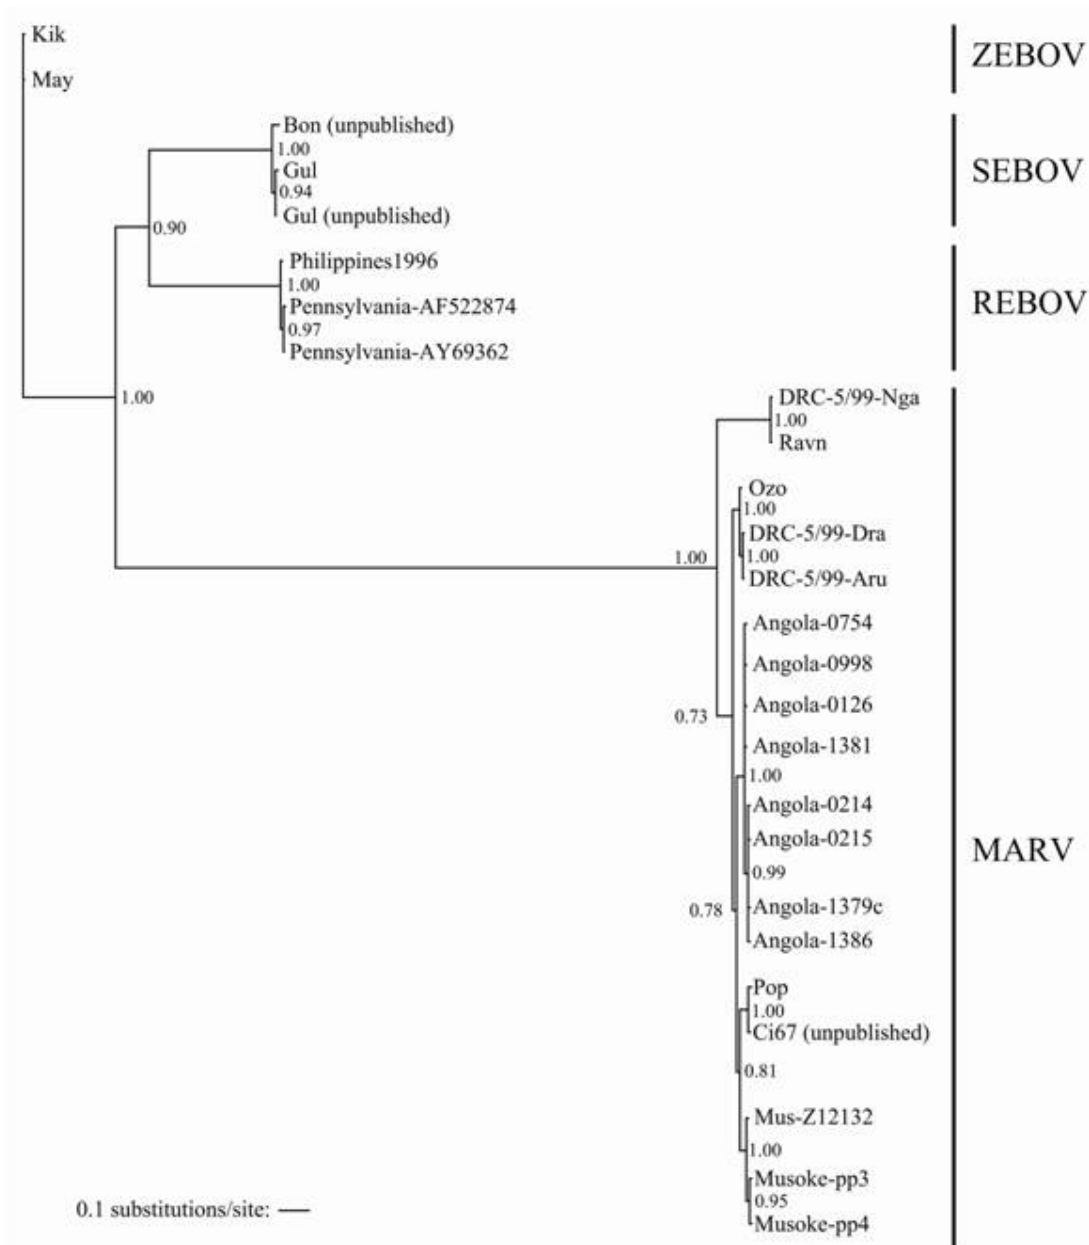 Kik
ZEBOV
May
Bon (unpublished)
1.00
Gul
SEBOV
0.94
Gul (unpublished)
0.90
Philippines1996
1.00
REBOV
Pennsylvania-AF522874
0.97
Pennsylvania-AY69362
1.00
DRC-5/99-Nga
1.00
Ravn
Ozo
1.00
DRC-5/99-Dra
1.00
1.00
DRC-5/99-Aru
Angola-0754
Angola-0998
Angola-0126
0.73
Angola-1381
1.00
Angola-0214
Angola-0215
MARV
0.99
Angola-1379c
0.78
Angola-1386
Pop
1.00
Ci67 (unpublished)
0.81
Mus-Z12132
1.00
Musoke-pp3
0.95
0.1 substitutions/site:
Musoke-pp4